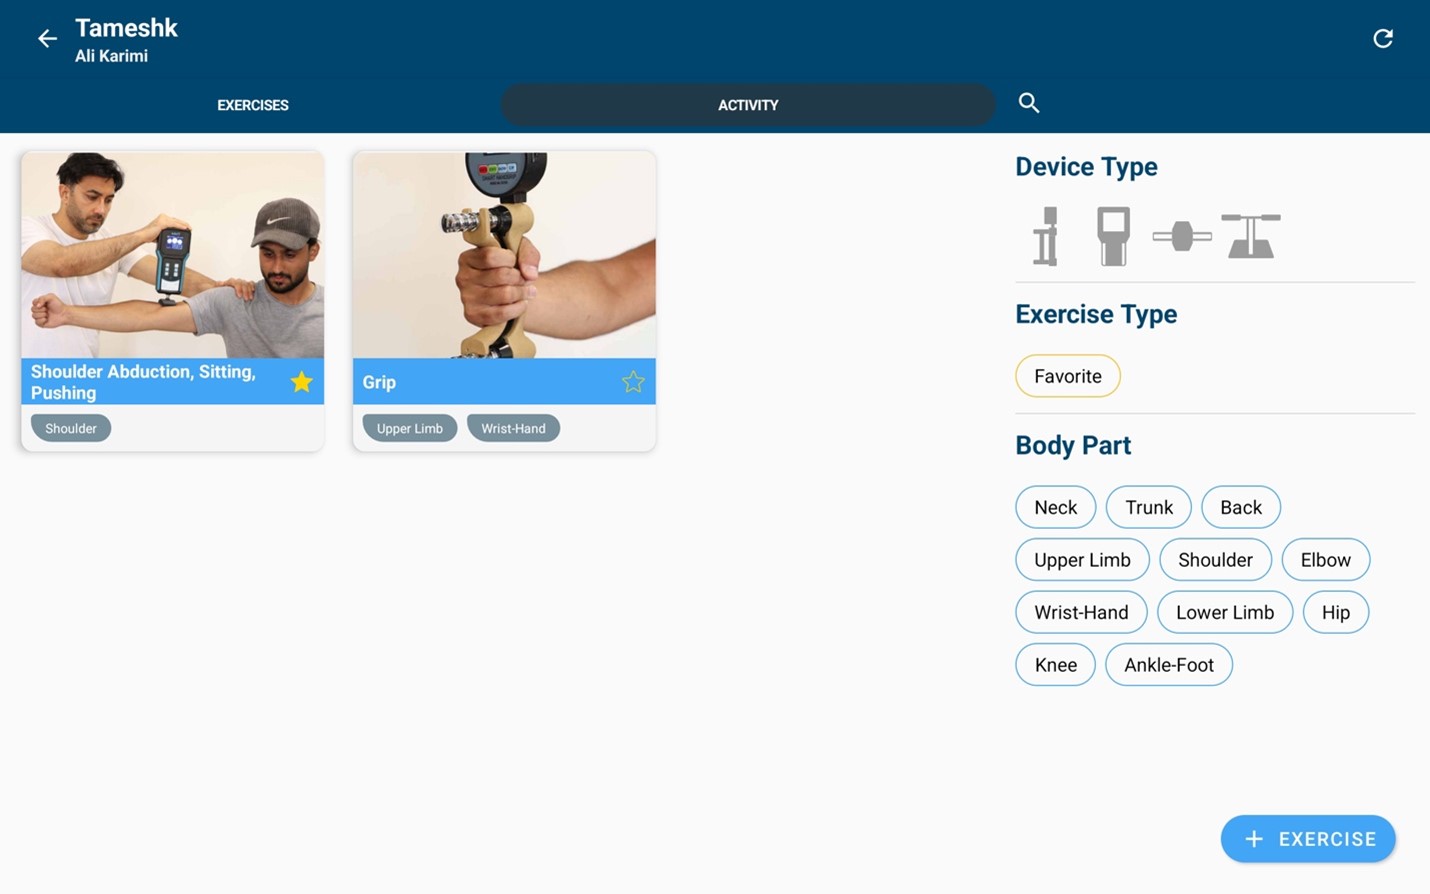 Tameshk
Ali Karimi
EXERCISES
ACTIVITY
Shoulder Abduction, Sitting,
Pushing
Shoulder
Grip
Upper Limb
Wrist-Hand
Device Type
Exercise Type
Favorite
Body Part
Neck
Trunk
Back
Upper Limb
Shoulder
Elbow
Wrist-Hand
Lower Limb
Hip
Knee
Ankle-Foot
+ EXERCISE